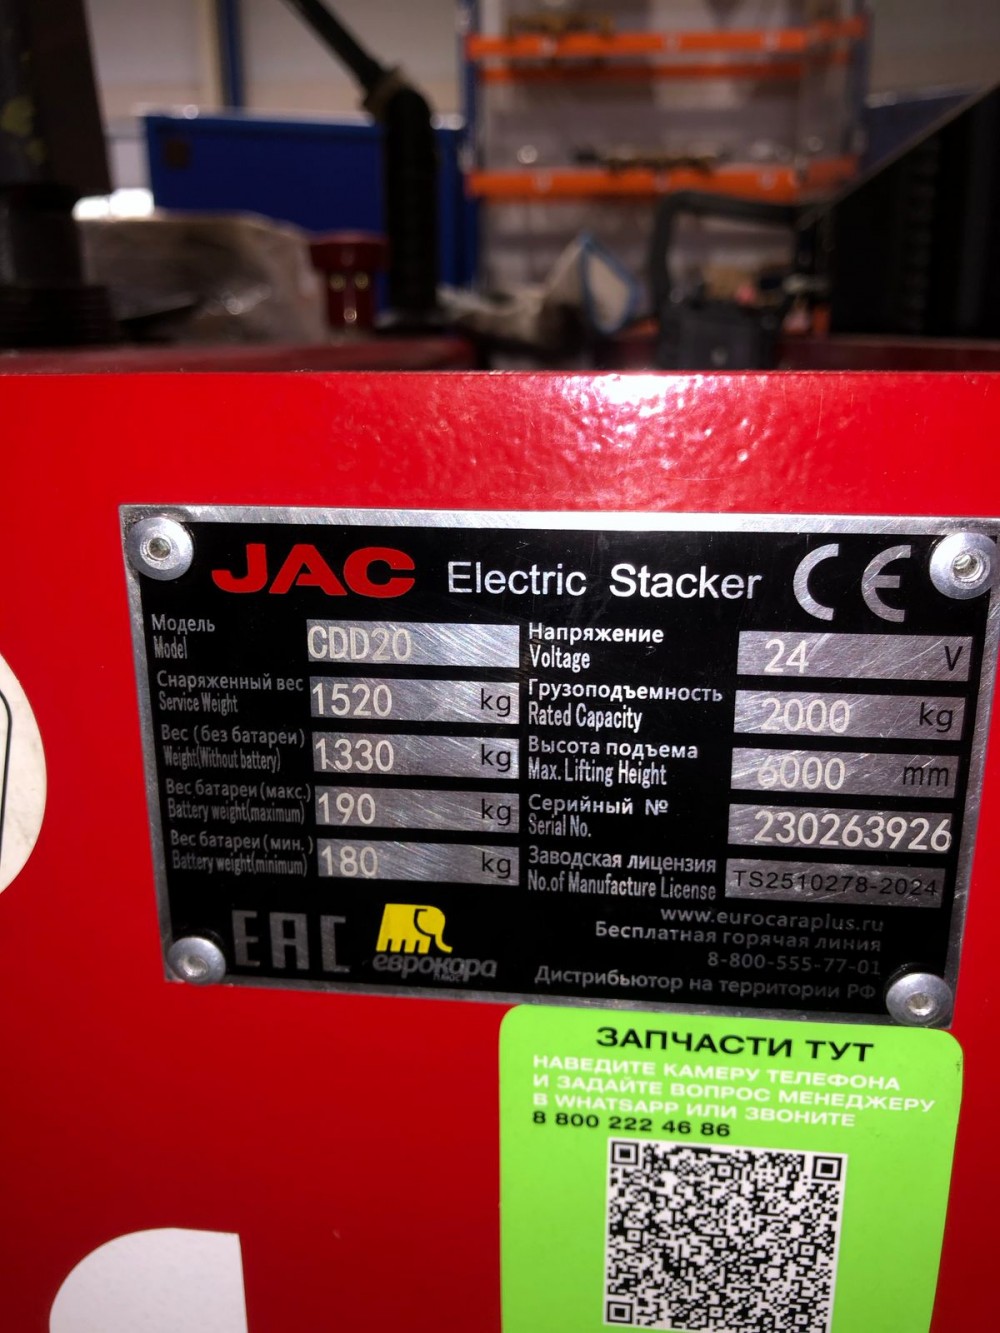 JAC Electric Stacker CE
Модель
Model
CDD20
Снаряженный вес
Service Weight
1520 kg
Вес (без батареи)
Weight(Without battery)
1330 kg
Вес батареи (макс.)
Battery weight(maximum)
190 kg
Вес батареи (мин.)
Battery weight(minimum)
180 kg
Напряжение
Voltage
24 V
Грузоподъемность
Rated Capacity
2000 kg
Высота подъема
Max. Lifting Height
6000 mm
Серийный №
Serial No.
230263926
Заводская лицензия
No.of Manufacture License
TS2510278-2024
EAC
еврокара
плюс
www.eurocaraplus.ru
Бесплатная горячая линия
8-800-555-77-01
Дистрибьютор на территории РФ
ЗАПЧАСТИ ТУТ
НАВЕДИТЕ КАМЕРУ ТЕЛЕФОНА
И ЗАДАЙТЕ ВОПРОС МЕНЕДЖЕРУ
В WHATSAPP ИЛИ ЗВОНИТЕ
8 800 222 46 86